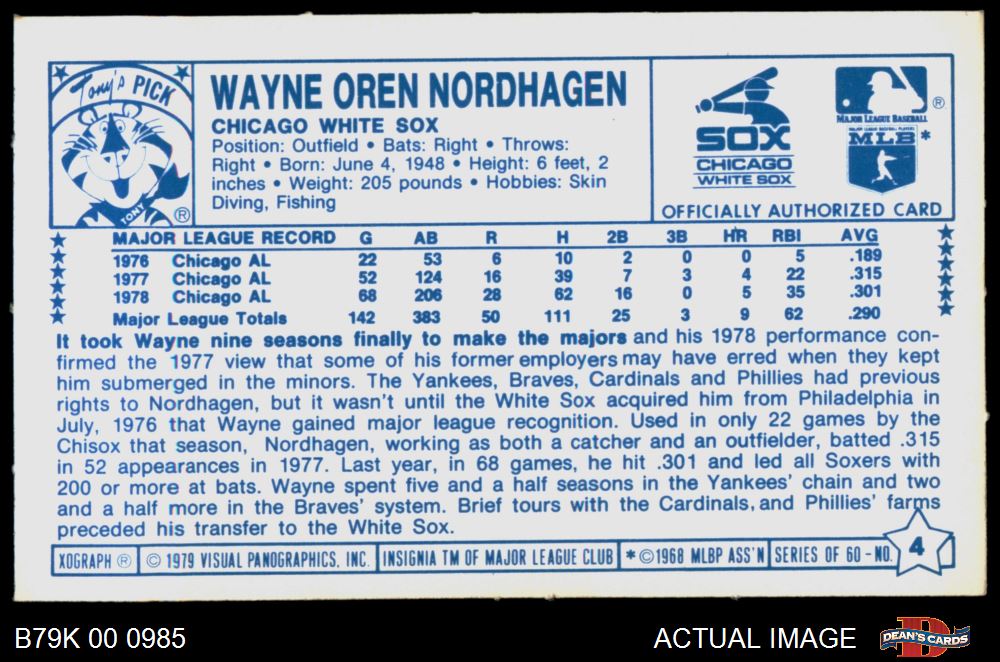 Tony's PICK
TONY ®
WAYNE OREN NORDHAGEN
CHICAGO WHITE SOX
Position: Outfield • Bats: Right • Throws:
Right • Born: June 4, 1948 • Height: 6 feet, 2
inches • Weight: 205 pounds • Hobbies: Skin
Diving, Fishing
SOX
CHICAGO
WHITE SOX
®
MAJOR LEAGUE BASEBALL
MAJOR LEAGUE BASEBALL PLAYERS
MLB *
OFFICIALLY AUTHORIZED CARD
MAJOR LEAGUE RECORD G AB R H 2B 3B HR RBI AVG
1976 Chicago AL 22 53 6 10 2 0 0 5 .189
1977 Chicago AL 52 124 16 39 7 3 4 22 .315
1978 Chicago AL 68 206 28 62 16 0 5 35 .301
Major League Totals 142 383 50 111 25 3 9 62 .290
It took Wayne nine seasons finally to make the majors and his 1978 performance con-
firmed the 1977 view that some of his former employers may have erred when they kept
him submerged in the minors. The Yankees, Braves, Cardinals and Phillies had previous
rights to Nordhagen, but it wasn't until the White Sox acquired him from Philadelphia in
July, 1976 that Wayne gained major league recognition. Used in only 22 games by the
Chisox that season, Nordhagen, working as both a catcher and an outfielder, batted .315
in 52 appearances in 1977. Last year, in 68 games, he hit .301 and led all Soxers with
200 or more at bats. Wayne spent five and a half seasons in the Yankees' chain and two
and a half more in the Braves' system. Brief tours with the Cardinals, and Phillies' farms
preceded his transfer to the White Sox.
XOGRAPH ® © 1979 VISUAL PANOGRAPHICS, INC. INSIGNIA TM OF MAJOR LEAGUE CLUB * © 1968 MLBP ASS'N SERIES OF 60 - NO. 4
B79K 00 0985
ACTUAL IMAGE
DEAN'S CARDS